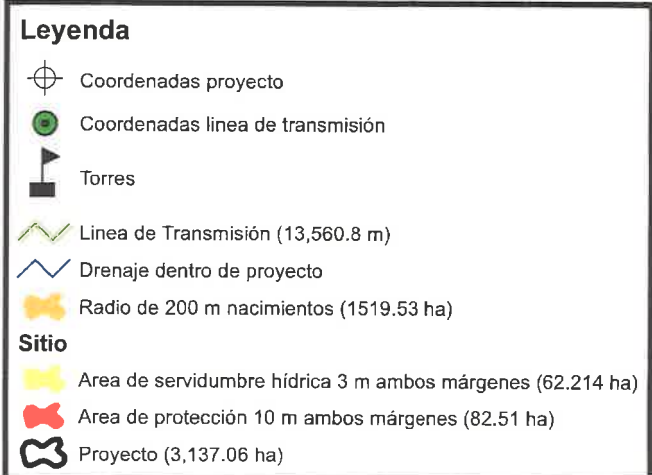 Leyenda
Coordenadas proyecto
Coordenadas linea de transmisión
Torres
Linea de Transmisión (13,560.8 m)
Drenaje dentro de proyecto
Radio de 200 m nacimientos (1519.53 ha)
Sitio
Area de servidumbre hídrica 3 m ambos márgenes (62.214 ha)
Area de protección 10 m ambos márgenes (82.51 ha)
Proyecto (3,137.06 ha)